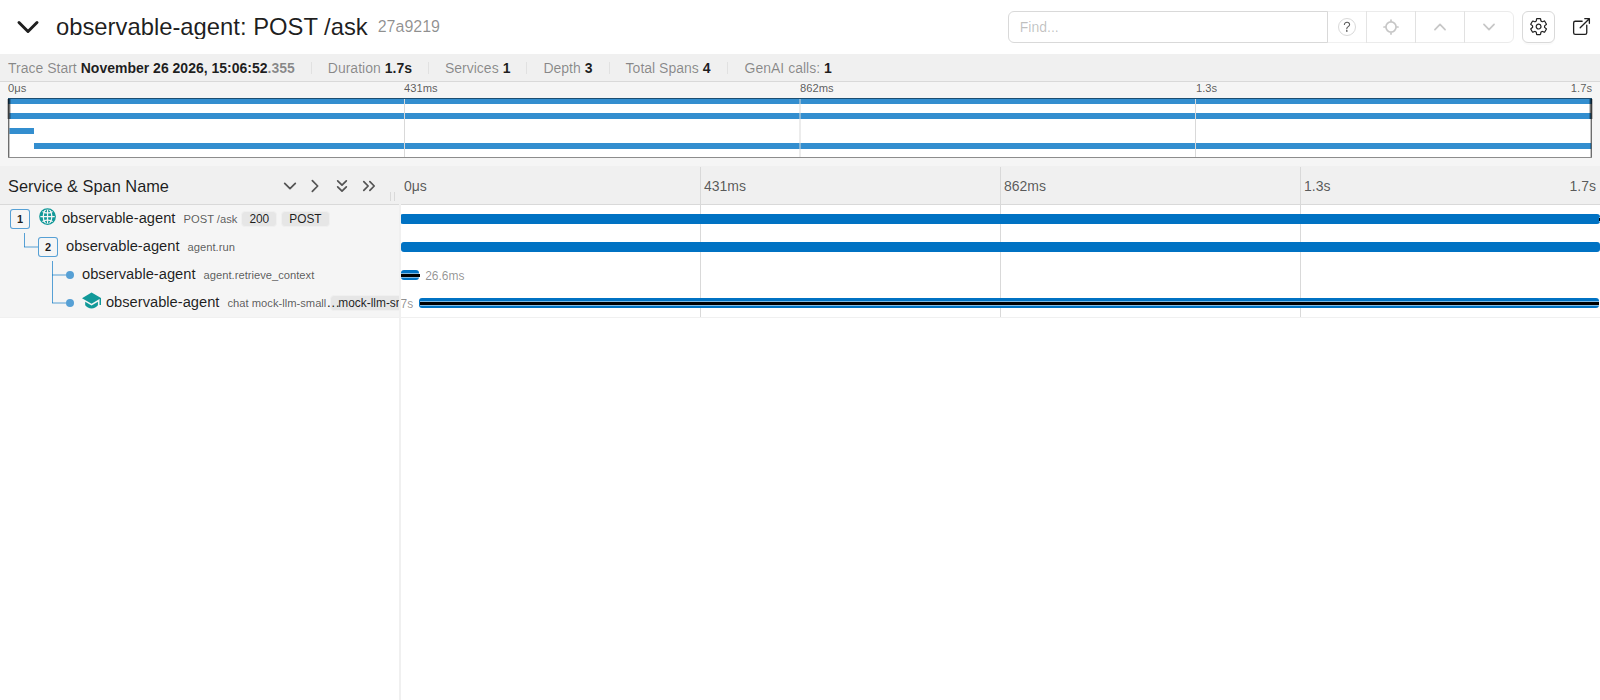 observable-agent: POST /ask 27a9219 Find... ?
Trace Start November 26 2026, 15:06:52.355 Duration 1.7s Services 1 Depth 3 Total Spans 4 GenAI calls: 1
0μs 431ms 862ms 1.3s 1.7s
Service & Span Name 0μs 431ms 862ms 1.3s 1.7s
1 observable-agent POST /ask 200 POST
2 observable-agent agent.run
observable-agent agent.retrieve_context 26.6ms
observable-agent chat mock-llm-small... mock-llm-sm 7s